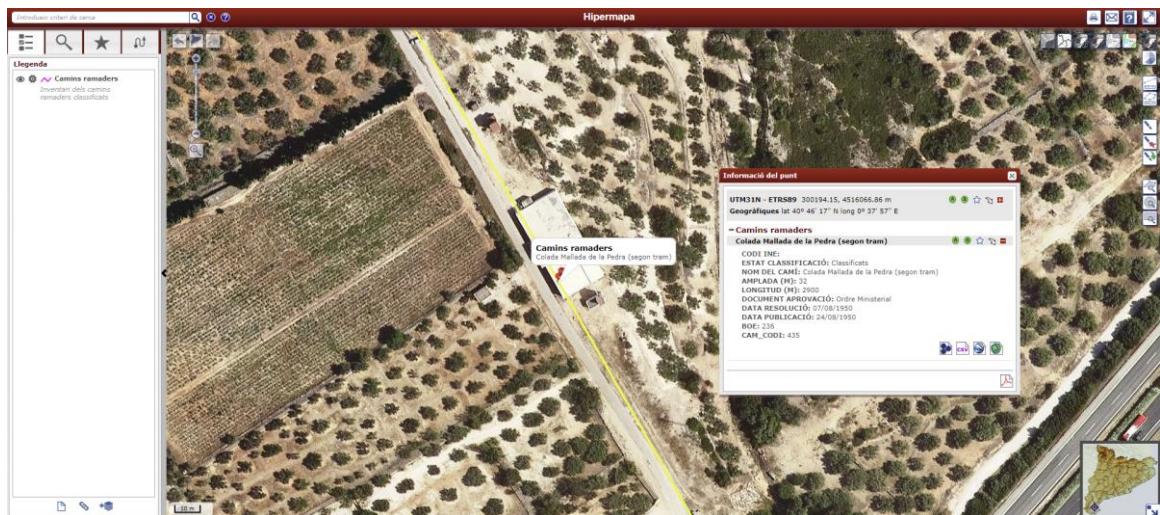 Introduïu criteri de cerca
Hipermapa
Llegenda
Camins ramaders
Inventari dels camins
ramaders classificats
Camins ramaders
Colada Mallada de la Pedra (segon tram)
Informació del punt
UTM31N - ETRS89 300194.15, 4516066.86 m
Geogràfiques lat 40º 46' 17" N long 0º 37' 57" E
Camins ramaders
Colada Mallada de la Pedra (segon tram)
CODI INE:
ESTAT CLASSIFICACIÓ: Classificats
NOM DEL CAMÍ: Colada Mallada de la Pedra (segon tram)
AMPLADA (M): 32
LONGITUD (M): 2900
DOCUMENT APROVACIÓ: Ordre Ministerial
DATA RESOLUCIÓ: 07/08/1950
DATA PUBLICACIÓ: 24/08/1950
BOE: 236
CAM_CODI: 435
CSV
10 m